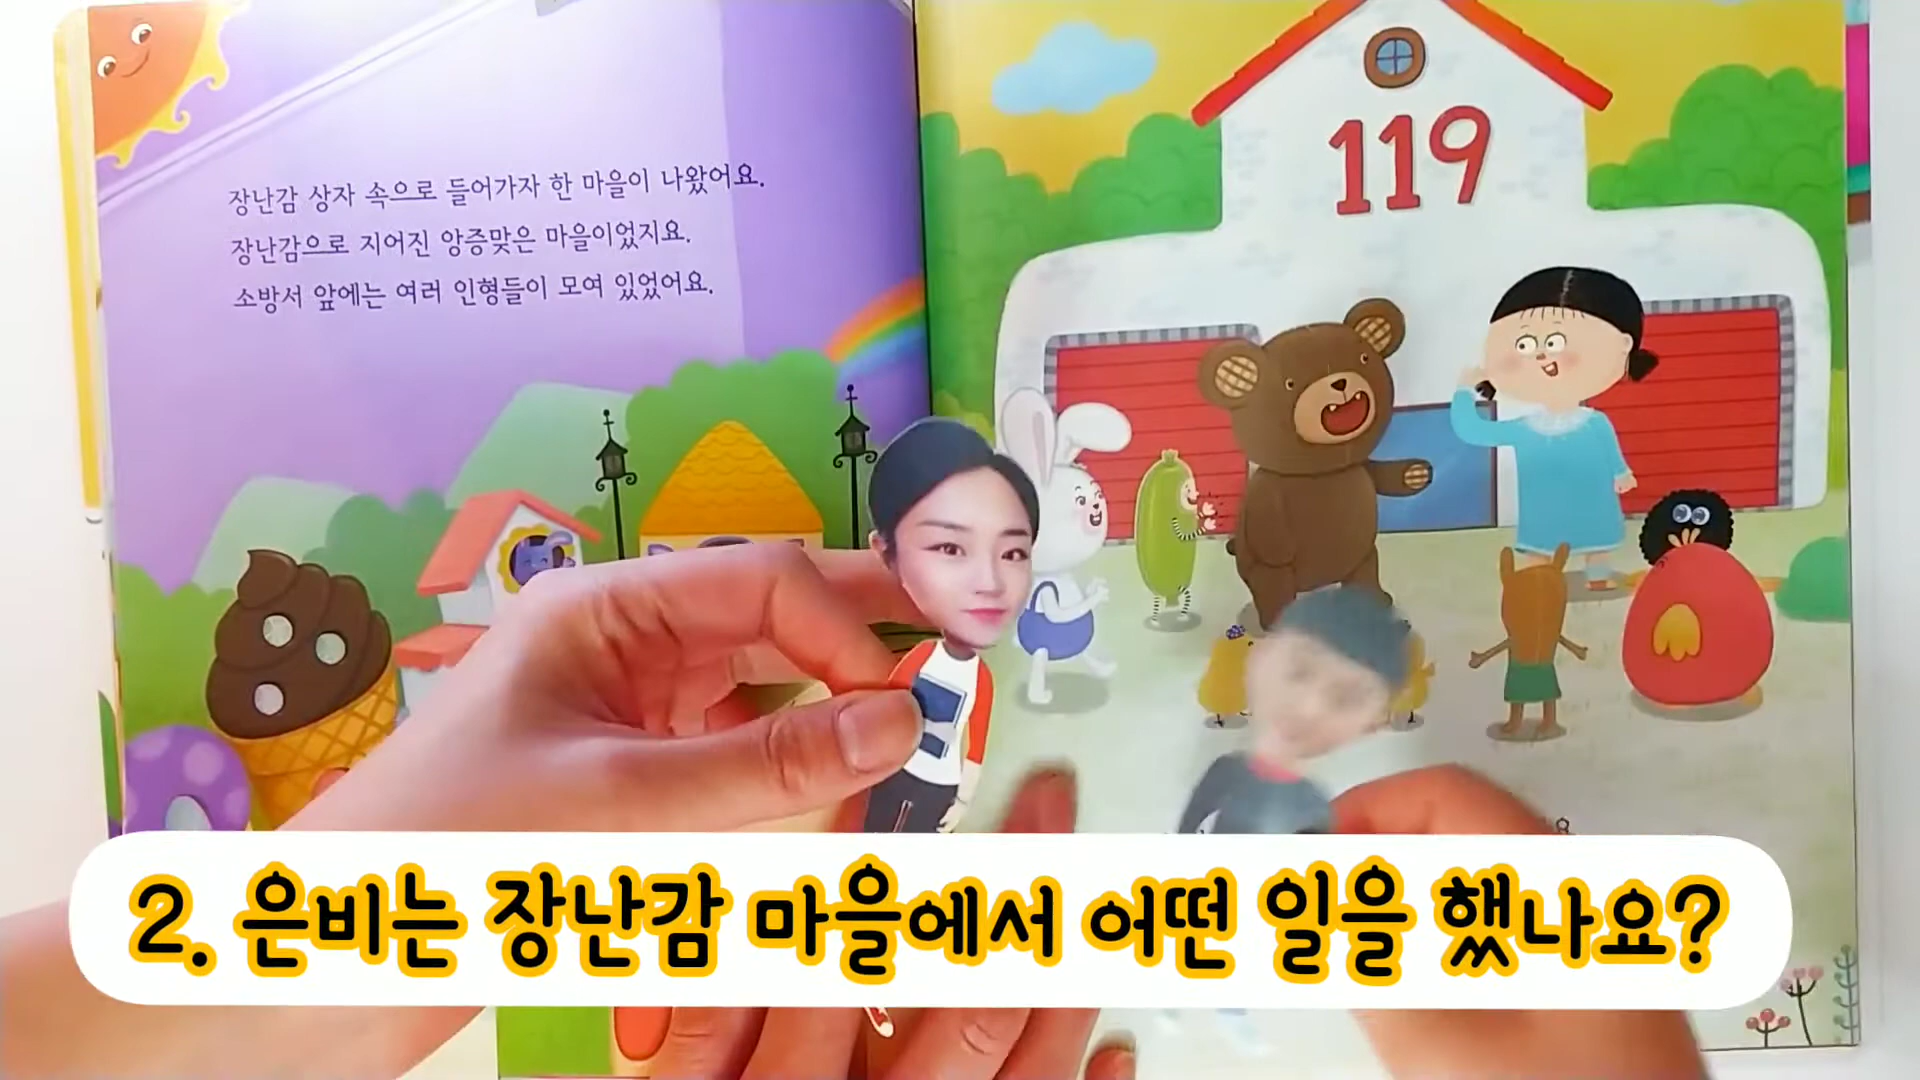 장난감 상자 속으로 들어가자 한 마을이 나왔어요.
장난감으로 지어진 앙증맞은 마을이었지요.
소방서 앞에는 여러 인형들이 모여 있었어요.
119
8
2. 은비는 장난감 마을에서 어떤 일을 했나요?